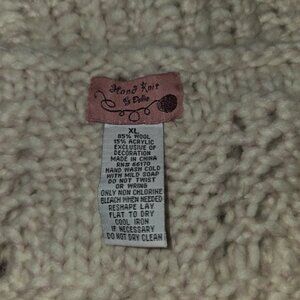 Hand Knit
By Dollie
XL
85% WOOL
15% ACRYLIC
EXCLUSIVE OF
DECORATION
MADE IN CHINA
RN# 66170
HAND WASH COLD
WITH MILD SOAP
DO NOT TWIST
OR WRING
ONLY NON CHLORINE
BLEACH WHEN NEEDED
RESHAPE LAY
FLAT TO DRY
COOL IRON
IF NECESSARY
DO NOT DRY CLEAN